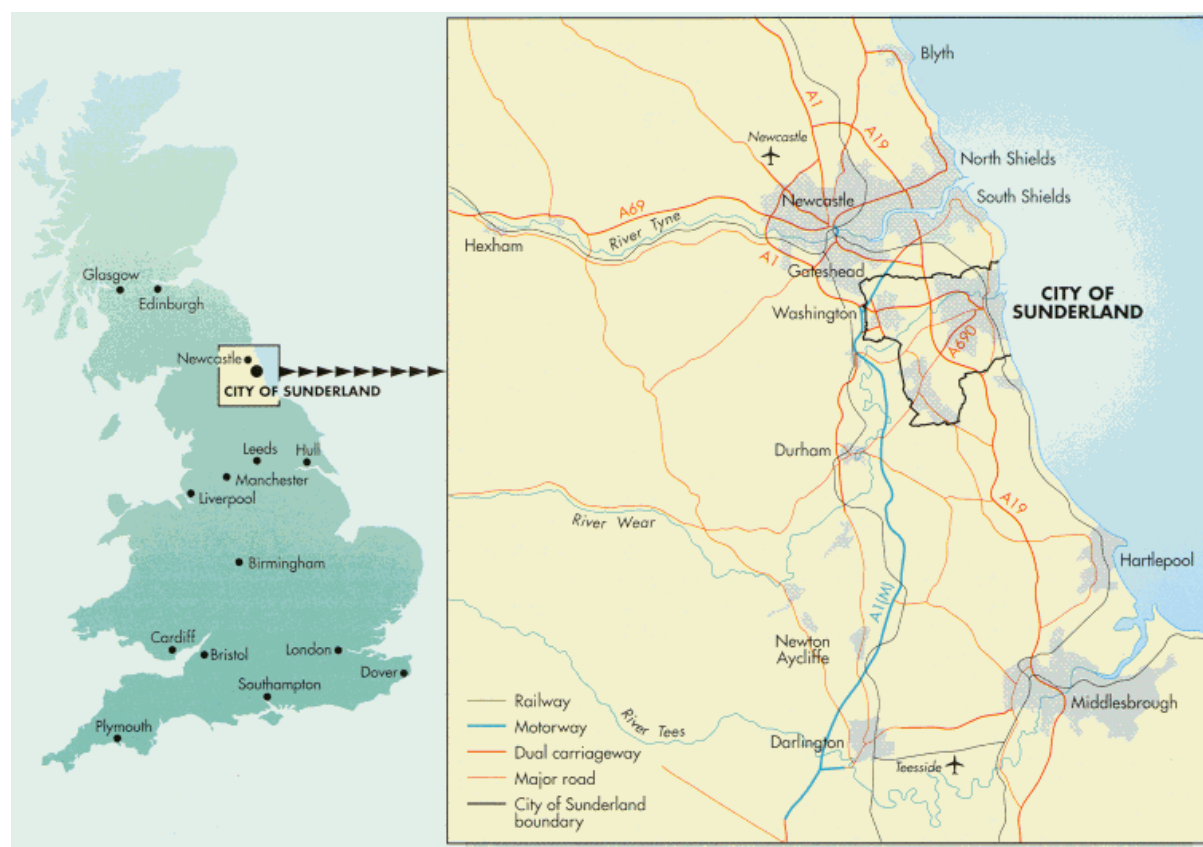 Glasgow
Edinburgh
Newcastle
CITY OF SUNDERLAND
Leeds
Hull
Manchester
Liverpool
Birmingham
Cardiff
Bristol
London
Dover
Southampton
Plymouth
Blyth
A1
A19
Newcastle
North Shields
South Shields
Newcastle
A69
River Tyne
Hexham
A1
Gateshead
CITY OF
SUNDERLAND
Washington
A690
Durham
A19
River Wear
Hartlepool
A1(M)
Newton
Aycliffe
Middlesbrough
River Tees
Darlington
Teesside
Railway
Motorway
Dual carriageway
Major road
City of Sunderland
boundary